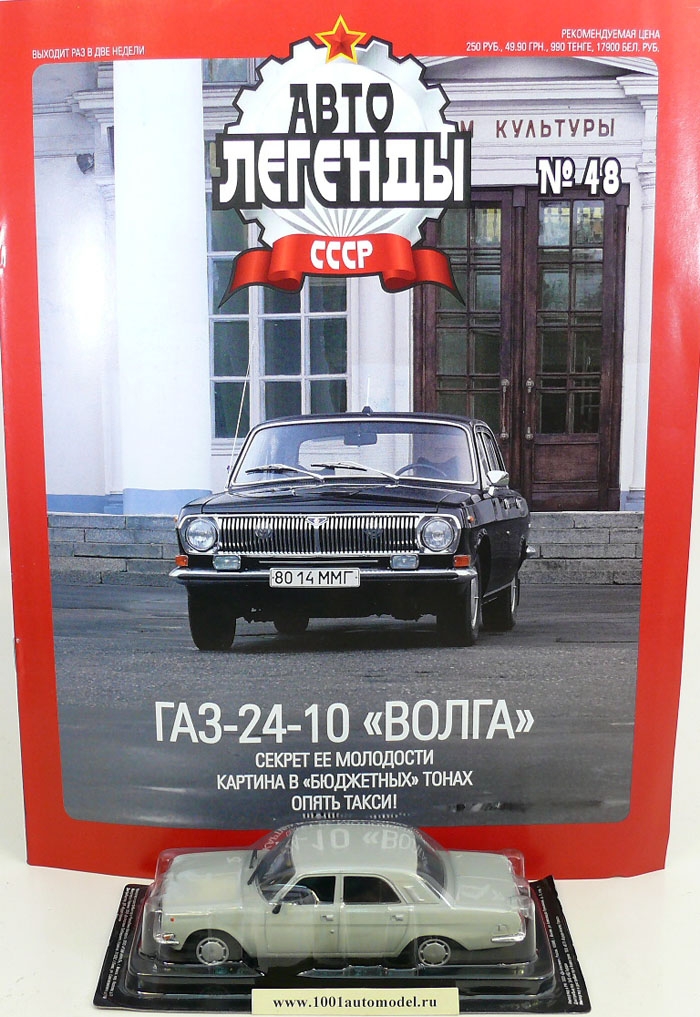 ВЫХОДИТ РАЗ В ДВЕ НЕДЕЛИ
РЕКОМЕНДУЕМАЯ ЦЕНА
250 РУБ., 49.90 ГРН., 990 ТЕНГЕ, 17900 БЕЛ. РУБ.
АВТО
ЛЕГЕНДЫ
СССР
М КУЛЬТУРЫ
№ 48
80 14 ММГ
ГАЗ-24-10 «ВОЛГА»
СЕКРЕТ ЕЕ МОЛОДОСТИ
КАРТИНА В «БЮДЖЕТНЫХ» ТОНАХ
ОПЯТЬ ТАКСИ!
www.1001automodel.ru